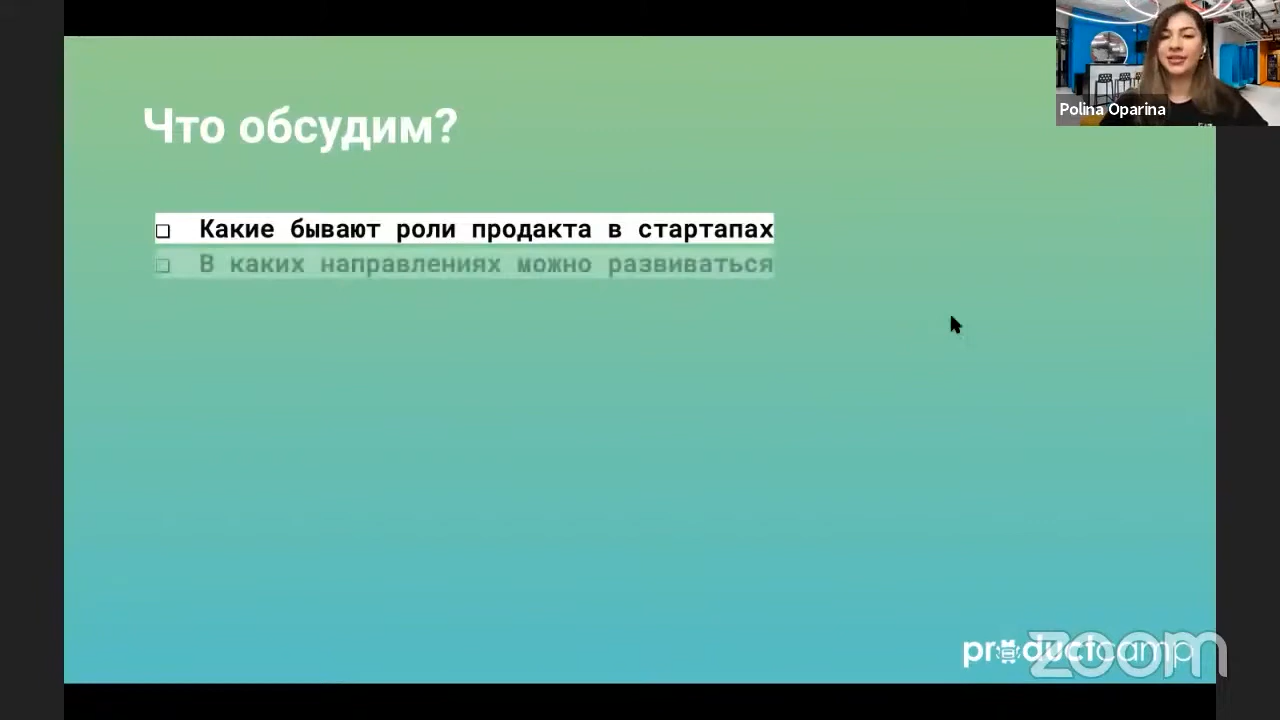 Polina Oparina
Что обсудим?
Какие бывают роли продакта в стартапах
В каких направлениях можно развиваться
productcamp
zoom